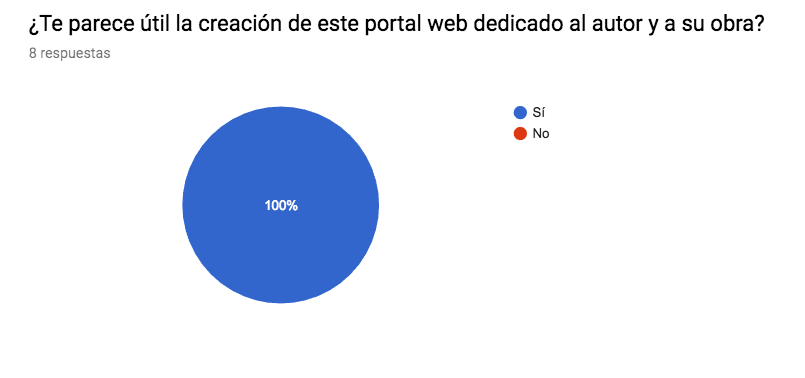 ¿Te parece útil la creación de este portal web dedicado al autor y a su obra?
8 respuestas
Sí
No
100%